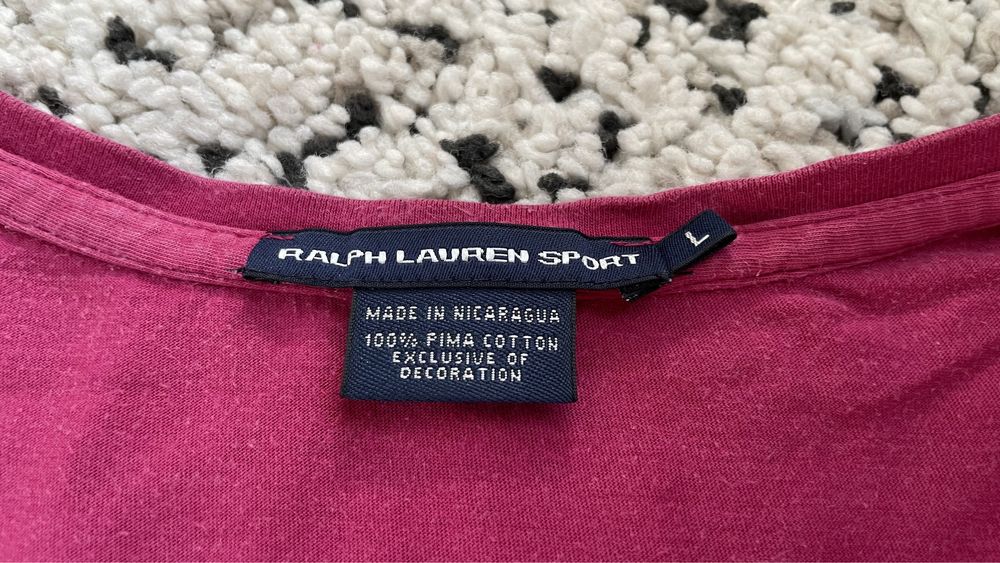 RALPH LAUREN SPORT
L
MADE IN NICARAGUA
100% PIMA COTTON
EXCLUSIVE OF
DECORATION